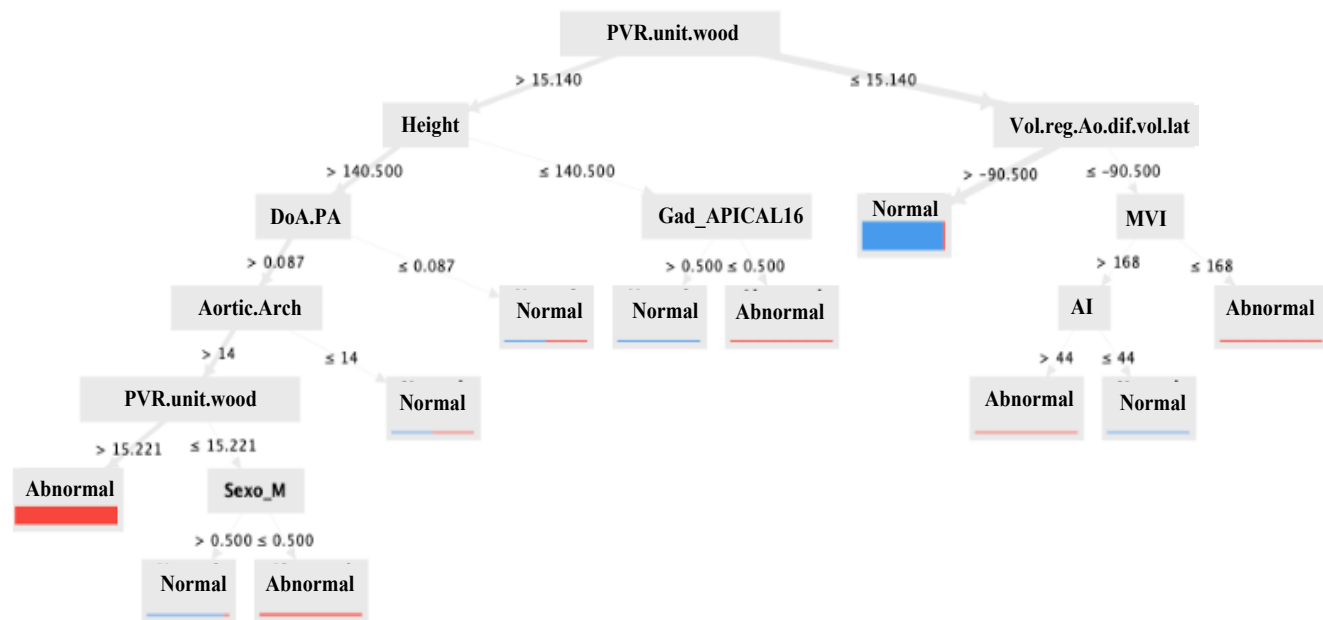 PVR.unit.wood
> 15.140 ≤ 15.140
Height Vol.reg.Ao.dif.vol.lat
> 140.500 ≤ 140.500 > -90.500 ≤ -90.500
DoA.PA Gad_APICAL16 Normal MVI
> 0.087 ≤ 0.087 > 0.500 ≤ 0.500 > 168 ≤ 168
Aortic.Arch Normal Normal Abnormal AI Abnormal
> 14 ≤ 14 > 44 ≤ 44
PVR.unit.wood Normal Abnormal Normal
> 15.221 ≤ 15.221
Abnormal Sexo_M
> 0.500 ≤ 0.500
Normal Abnormal